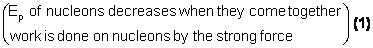 Eₚ of nucleons decreases when they come together
work is done on nucleons by the strong force (1)